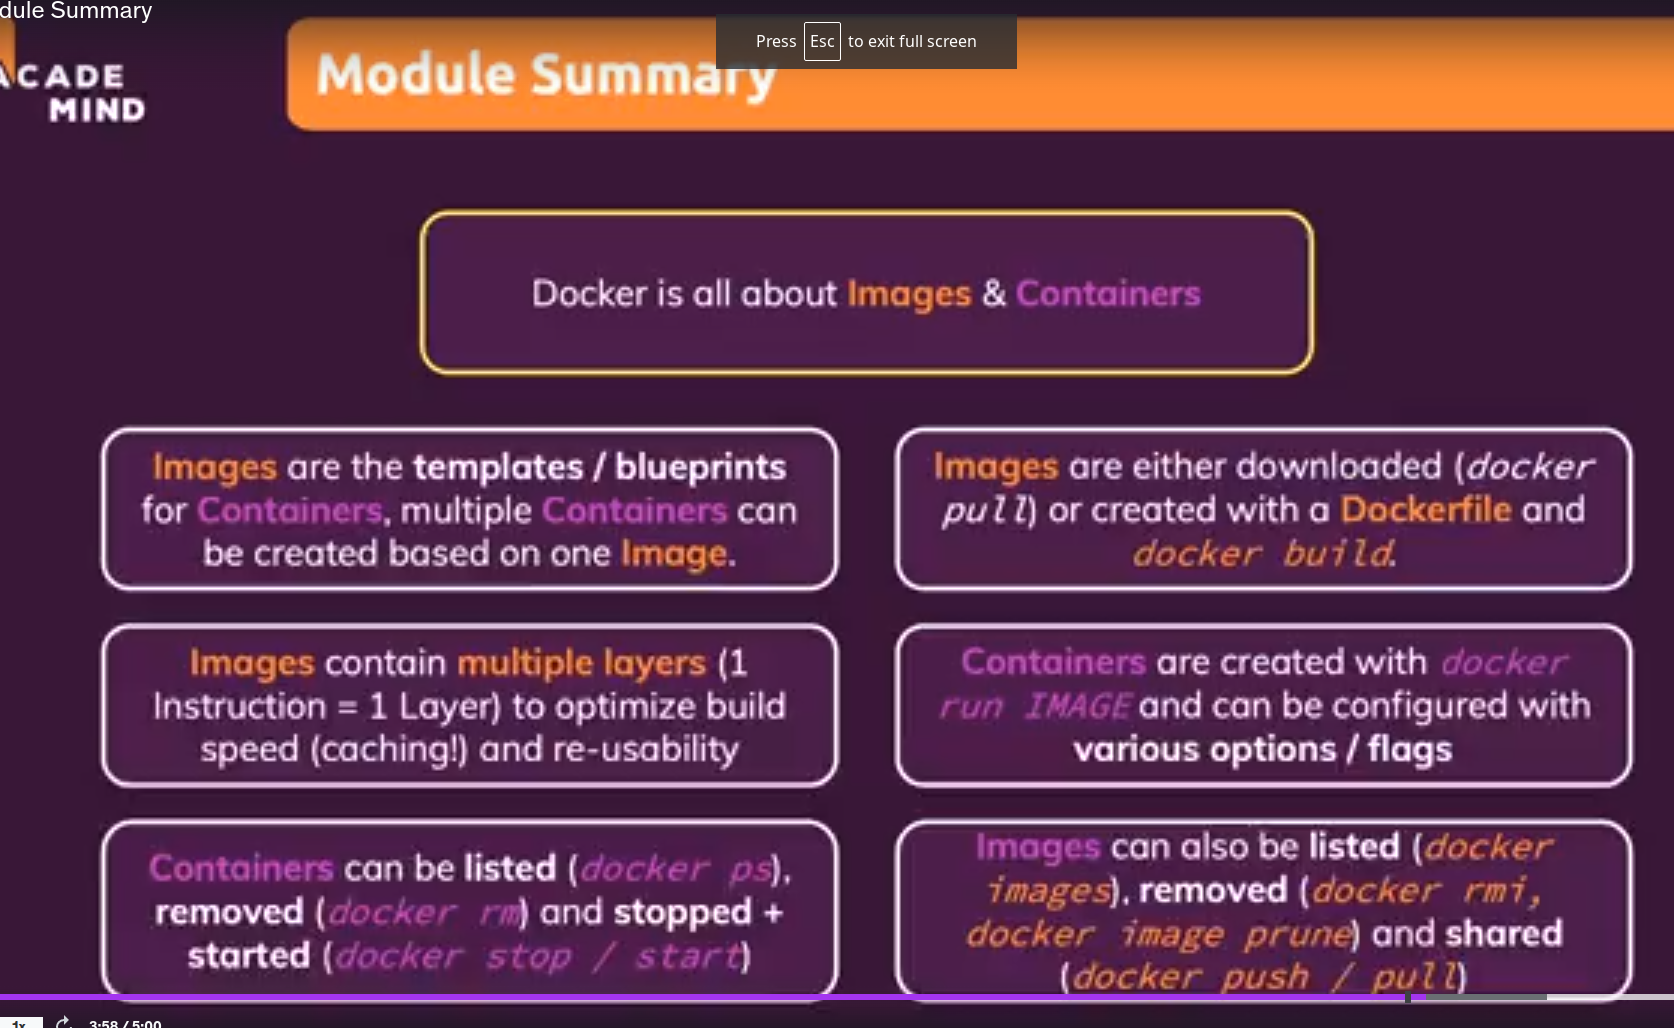 dule Summary
Press Esc to exit full screen
ACADE
MIND
Module Summary
Docker is all about Images & Containers
Images are the templates / blueprints
for Containers, multiple Containers can
be created based on one Image.
Images are either downloaded (docker
pull) or created with a Dockerfile and
docker build.
Images contain multiple layers (1
Instruction = 1 Layer) to optimize build
speed (caching!) and re-usability
Containers are created with docker
run IMAGE and can be configured with
various options / flags
Containers can be listed (docker ps),
removed (docker rm) and stopped +
started (docker stop / start)
Images can also be listed (docker
images), removed (docker rmi,
docker image prune) and shared
(docker push / pull)
1x
3:58 / 5:00